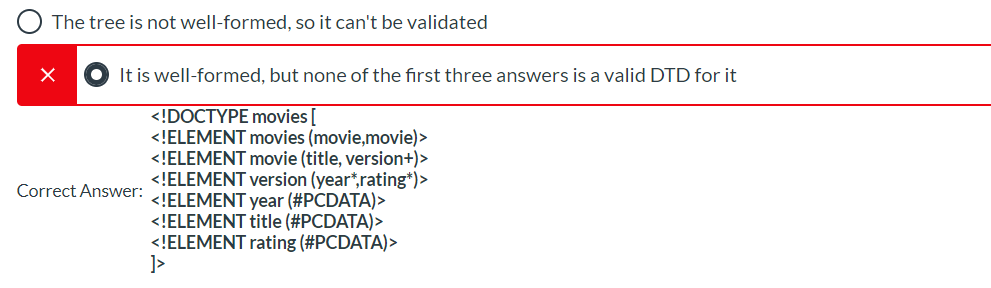 The tree is not well-formed, so it can't be validated
It is well-formed, but none of the first three answers is a valid DTD for it
<!DOCTYPE movies [
<!ELEMENT movies (movie,movie)>
<!ELEMENT movie (title, version+)>
<!ELEMENT version (year*,rating*)>
Correct Answer:
<!ELEMENT year (#PCDATA)>
<!ELEMENT title (#PCDATA)>
<!ELEMENT rating (#PCDATA)>
]>